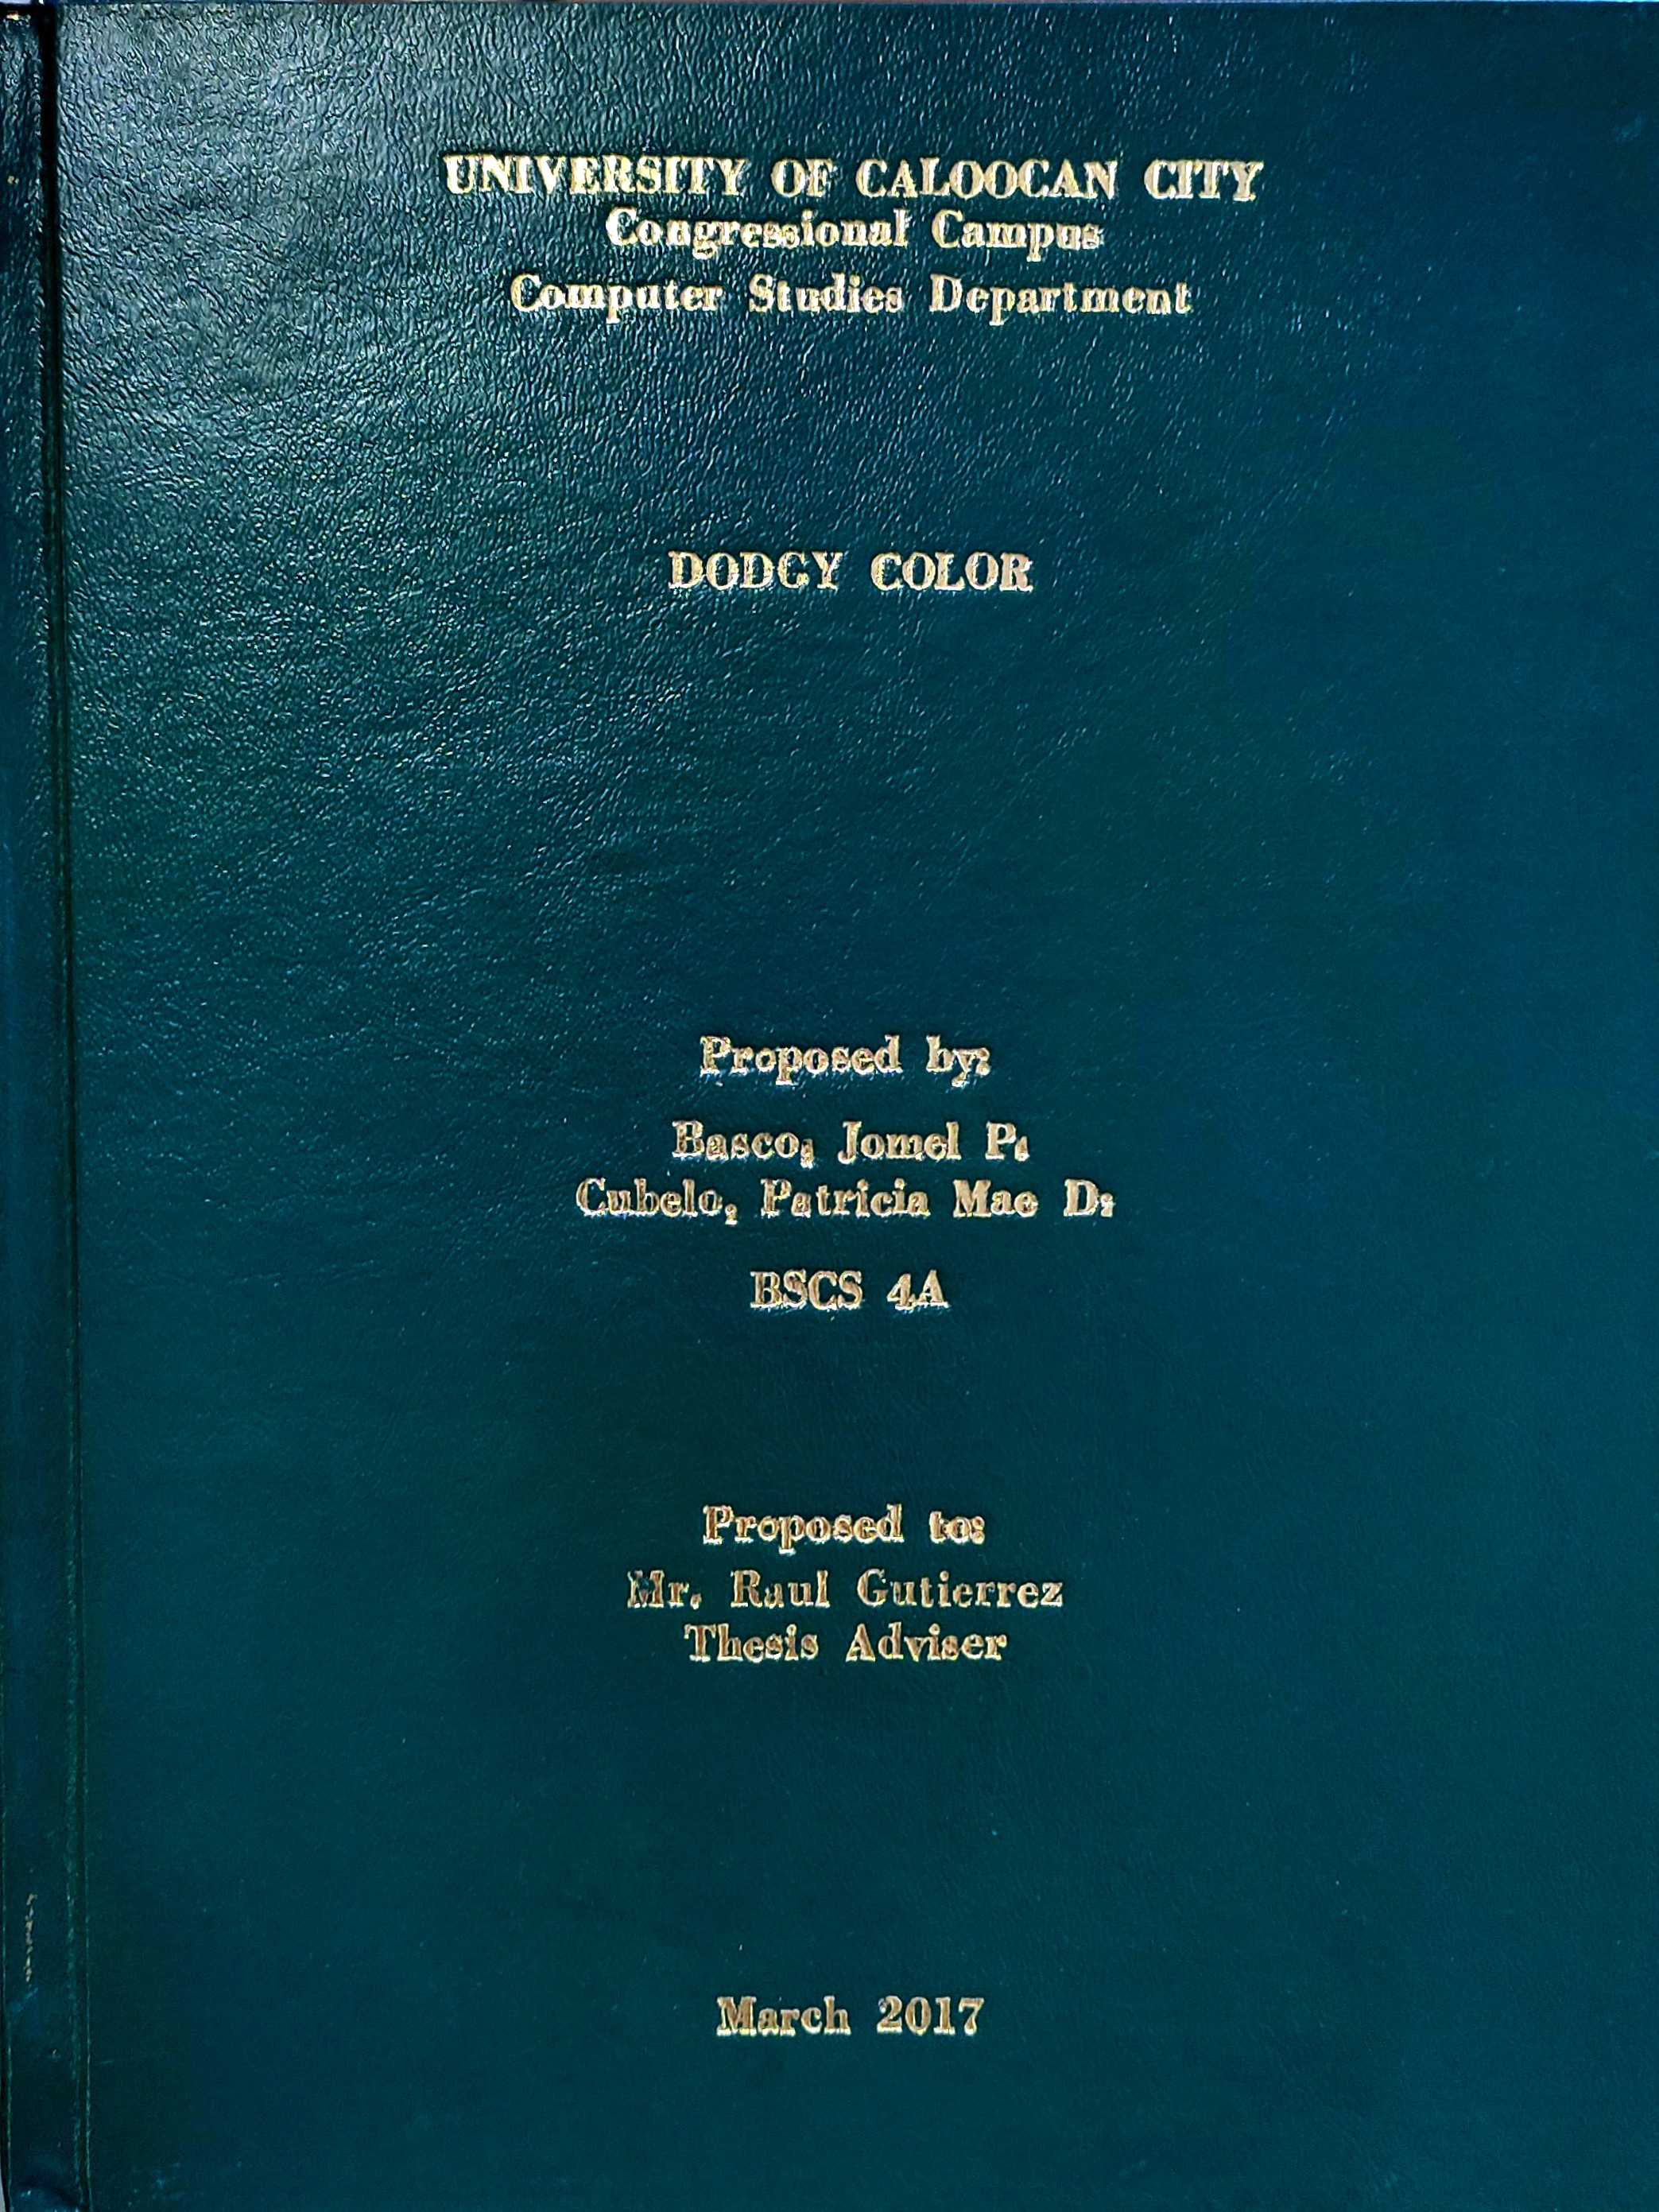 UNIVERSITY OF CALOOCAN CITY
Congressional Campus
Computer Studies Department
DODGY COLOR
Proposed by:
Basco, Jomel P.
Cubelo, Patricia Mae D.
BSCS 4A
Proposed to:
Mr. Raul Gutierrez
Thesis Adviser
March 2017